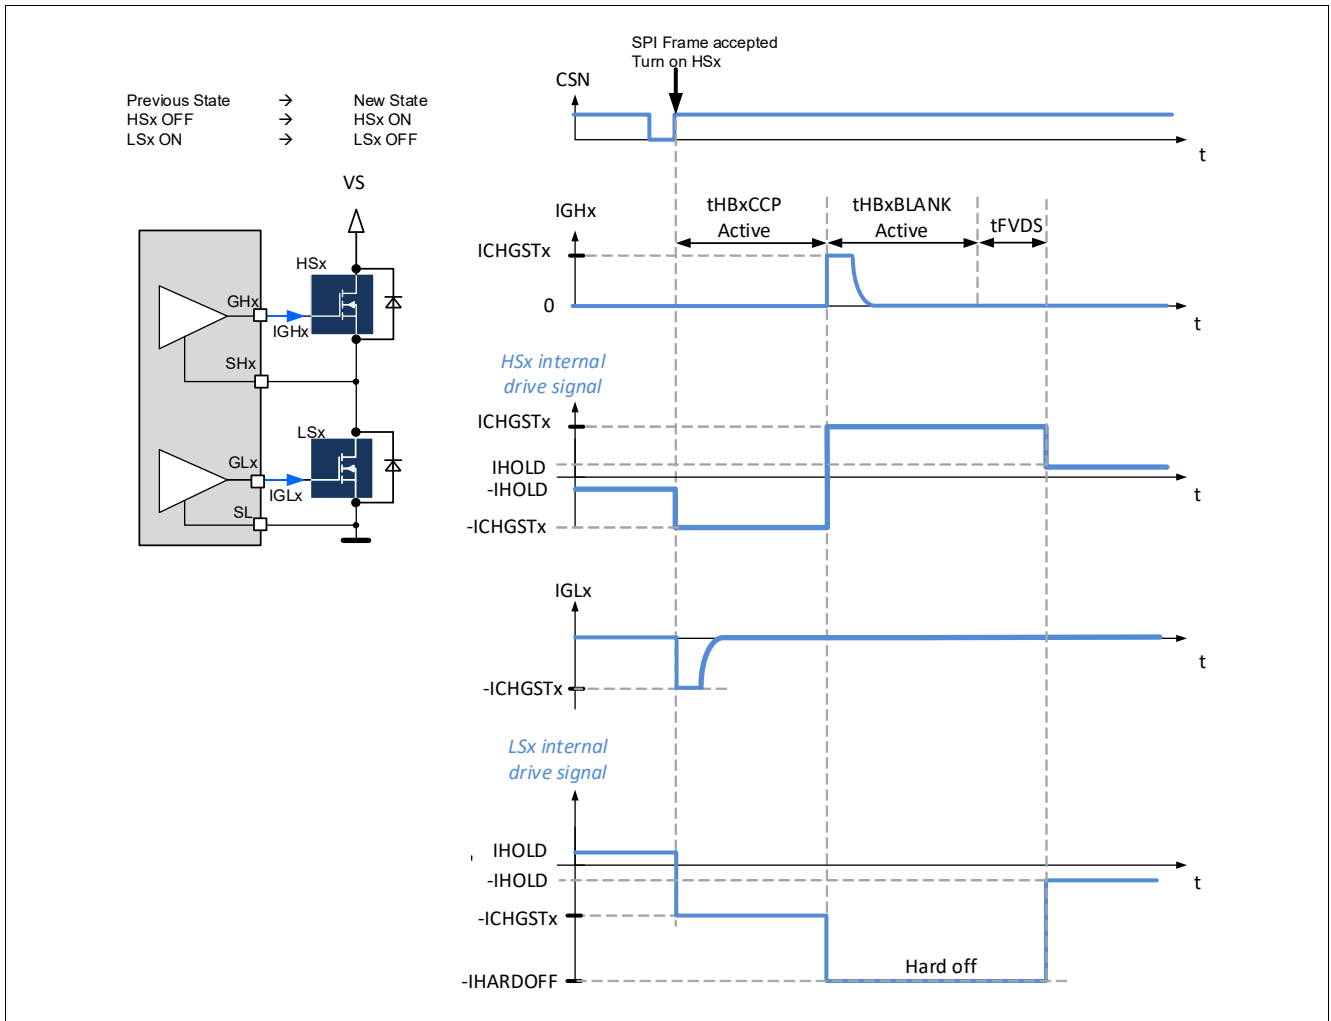 SPI Frame accepted
Turn on HSx
CSN
Previous State → New State
HSx OFF → HSx ON
LSx ON → LSx OFF
t
VS
IGHx
tHBxCCP
Active
tHBxBLANK
Active
tFVDS
ICHGSTx
0
t
HSx
GHx
IGHx
SHx
LSx
GLx
IGLx
SL
HSx internal
drive signal
ICHGSTx
IHOLD
-IHOLD
-ICHGSTx
t
IGLx
t
-ICHGSTx
LSx internal
drive signal
IHOLD
-IHOLD
t
-ICHGSTx
Hard off
-IHARDOFF